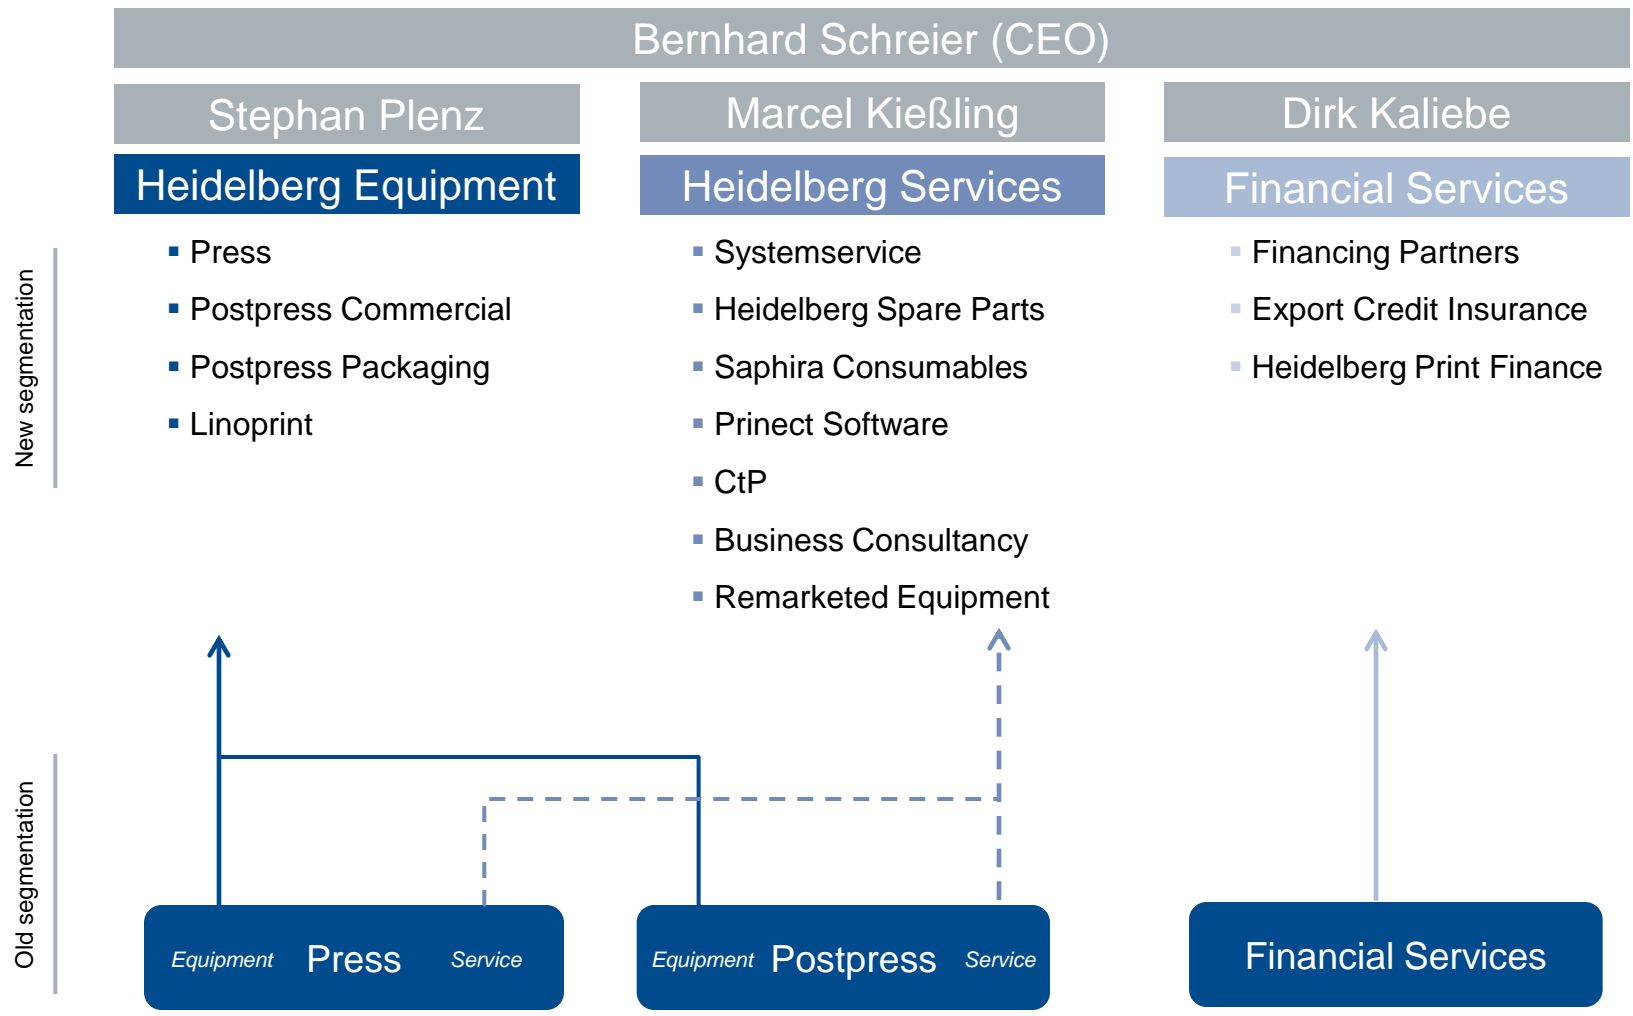 Bernhard Schreier (CEO)
Stephan Plenz
Marcel Kießling
Dirk Kaliebe
Heidelberg Equipment
Heidelberg Services
Financial Services
New segmentation
Press
Postpress Commercial
Postpress Packaging
Linoprint
Systemservice
Heidelberg Spare Parts
Saphira Consumables
Prinect Software
CtP
Business Consultancy
Remarketed Equipment
Financing Partners
Export Credit Insurance
Heidelberg Print Finance
Old segmentation
Equipment Press Service
Equipment Postpress Service
Financial Services